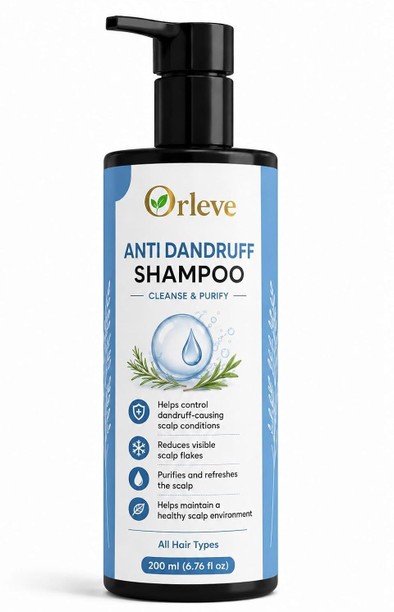 Orleve
ANTI DANDRUFF
SHAMPOO
CLEANSE & PURIFY
Helps control
dandruff-causing
scalp conditions
Reduces visible
scalp flakes
Purifies and refreshes
the scalp
Helps maintain a
healthy scalp environment
All Hair Types
200 ml (6.76 fl oz)